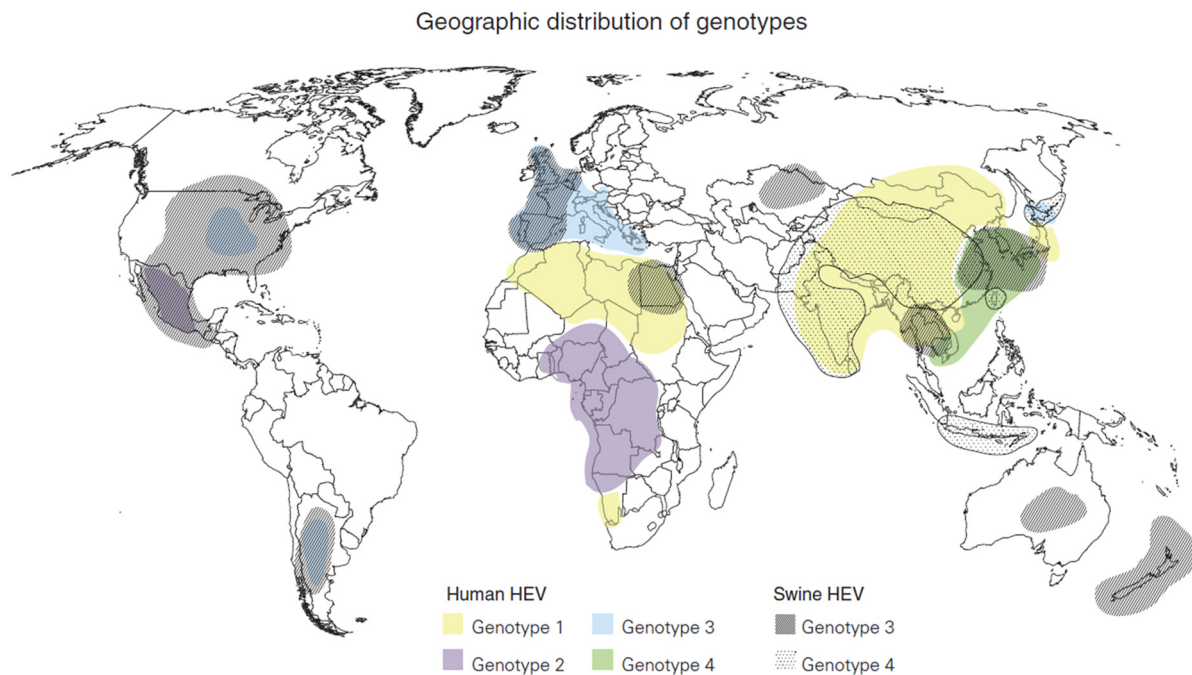 Geographic distribution of genotypes
Human HEV
Genotype 1
Genotype 2
Genotype 3
Genotype 4
Swine HEV
Genotype 3
Genotype 4